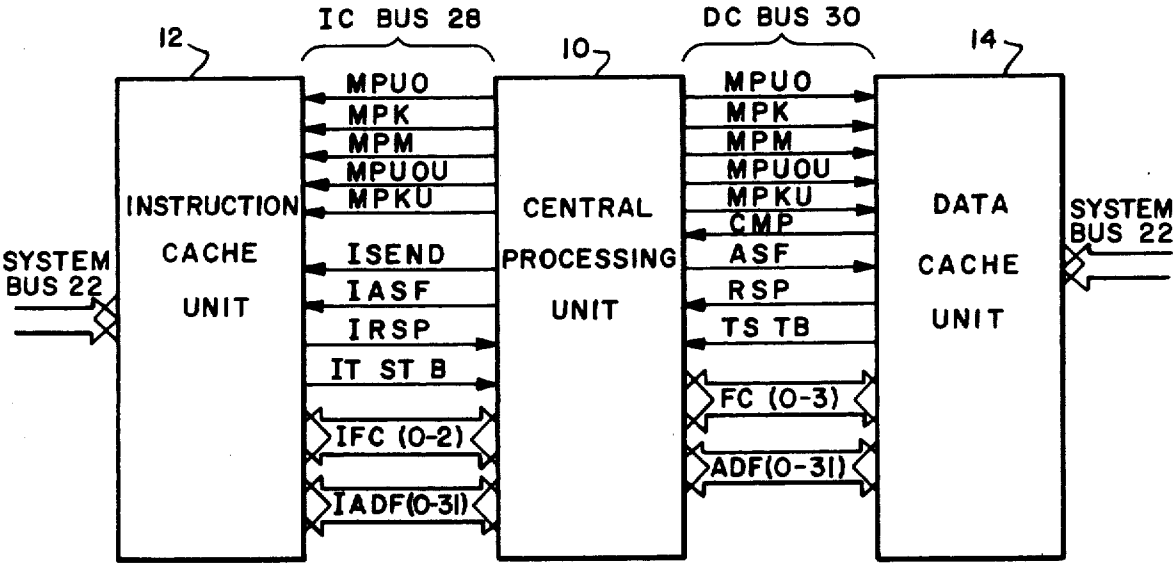 IC BUS 28
DC BUS 30
12
10
14
MPUO
MPK
MPM
MPUOU
MPKU
ISEND
IASF
IRSP
IT ST B
IFC (0-2)
IADF(0-31)
MPUO
MPK
MPM
MPUOU
MPKU
CMP
ASF
RSP
TS TB
FC (0-3)
ADF(0-31)
INSTRUCTION
CACHE
UNIT
CENTRAL
PROCESSING
UNIT
DATA
CACHE
UNIT
SYSTEM
BUS 22
SYSTEM
BUS 22